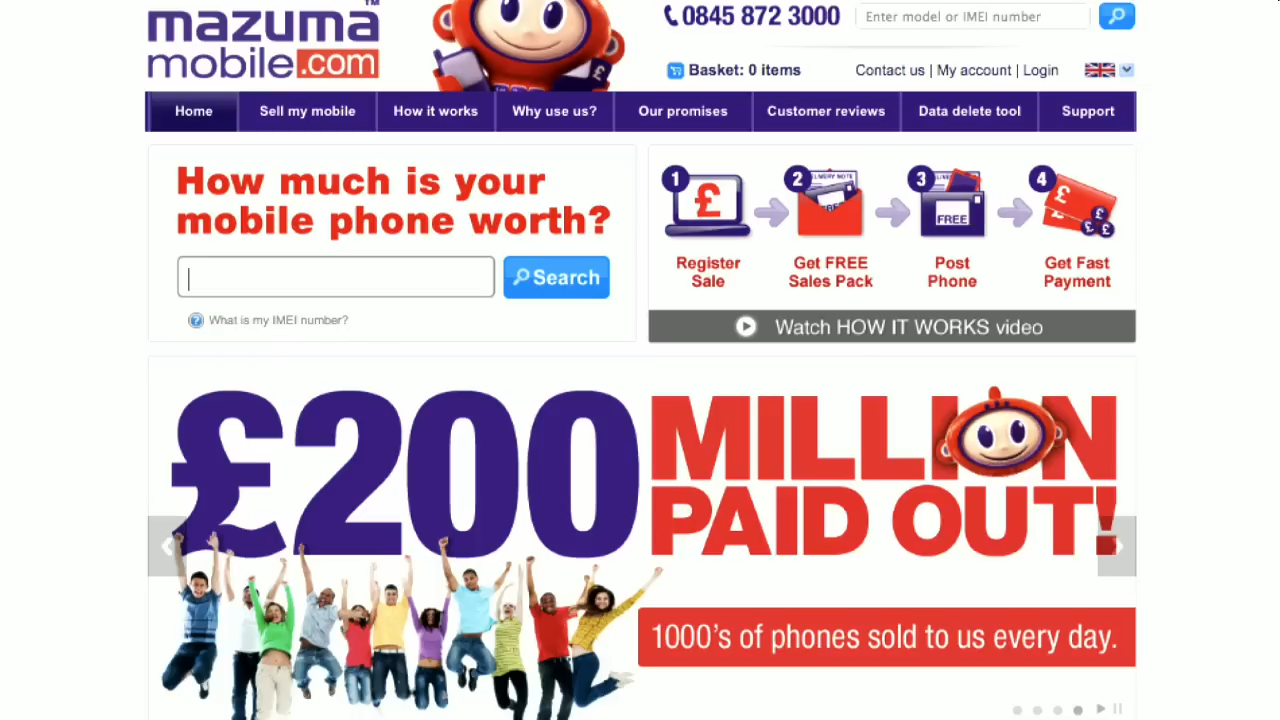 mazuma™
mobile.com
0845 872 3000
Enter model or IMEI number
Basket: 0 items
Contact us | My account | Login
Home
Sell my mobile
How it works
Why use us?
Our promises
Customer reviews
Data delete tool
Support
How much is your
mobile phone worth?
Search
What is my IMEI number?
1
2
3
4
£
DELIVERY NOTE
FREE
FREE
£
£
£
£
Register
Sale
Get FREE
Sales Pack
Post
Phone
Get Fast
Payment
Watch HOW IT WORKS video
£200
MILLION
PAID OUT!
1000's of phones sold to us every day.